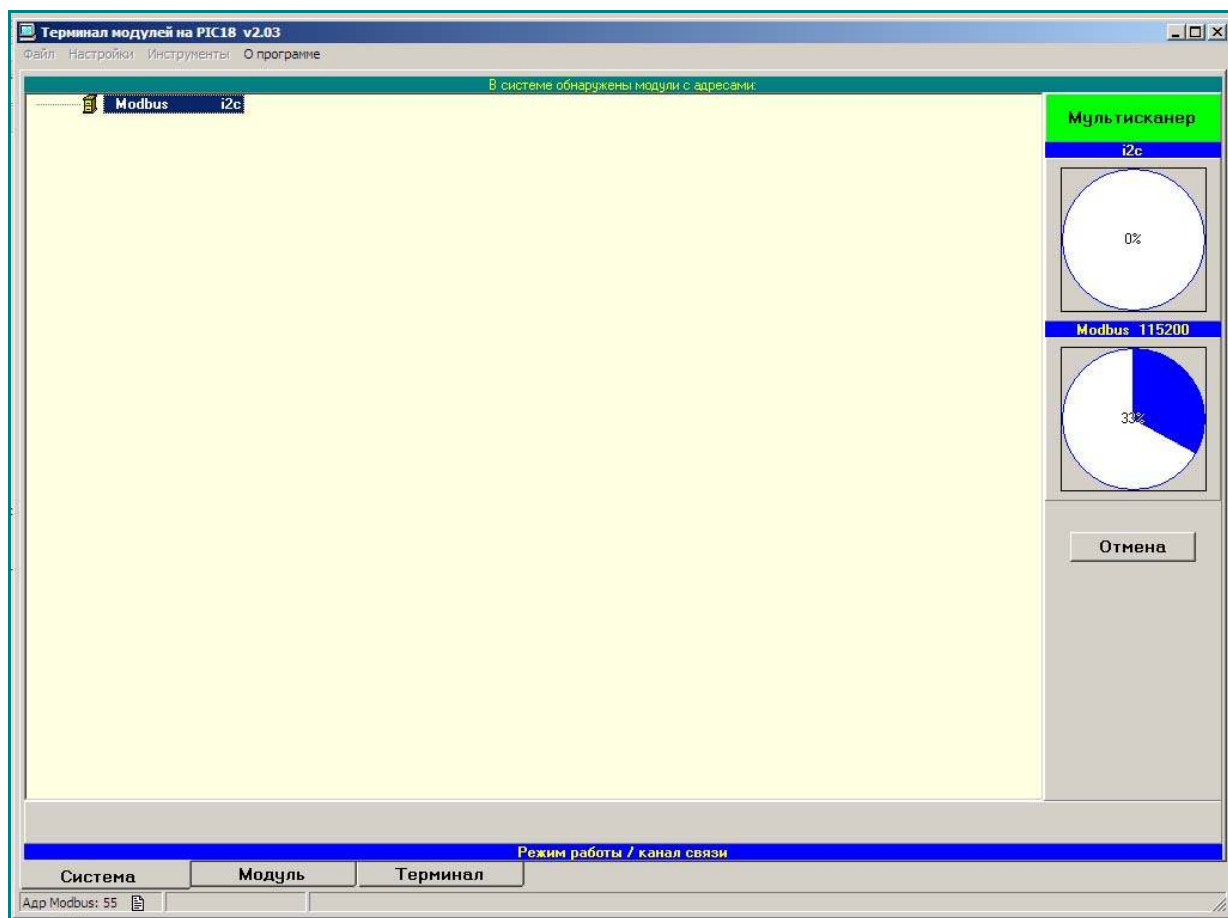 Терминал модулей на PIC18 v2.03
Файл Настройки Инструменты О программе
В системе обнаружены модули с адресами:
Modbus i2c
Мультисканер
i2c
0%
Modbus 115200
33%
Отмена
Режим работы / канал связи
Система Модуль Терминал
Адр Modbus: 55